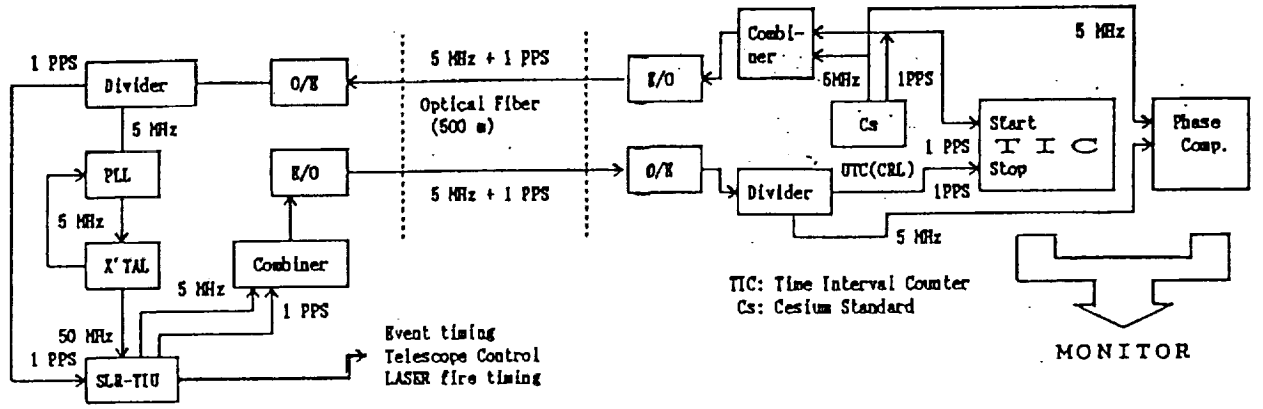 1 PPS
Divider
O/E
5 MHz + 1 PPS
Optical Fiber
(500 m)
E/O
Combi-
ner
5MHz
1PPS
Cs
5 MHz
Start
TIC
Stop
1 PPS
Phase
Comp.
5 MHz
PLL
5 MHz
X'TAL
E/O
5 MHz + 1 PPS
O/E
Divider
UTC(CRL)
1PPS
5 MHz
Combiner
5 MHz
1 PPS
50 MHz
1 PPS
SLR-TIU
Event timing
Telescope Control
LASER fire timing
TIC: Time Interval Counter
Cs: Cesium Standard
MONITOR